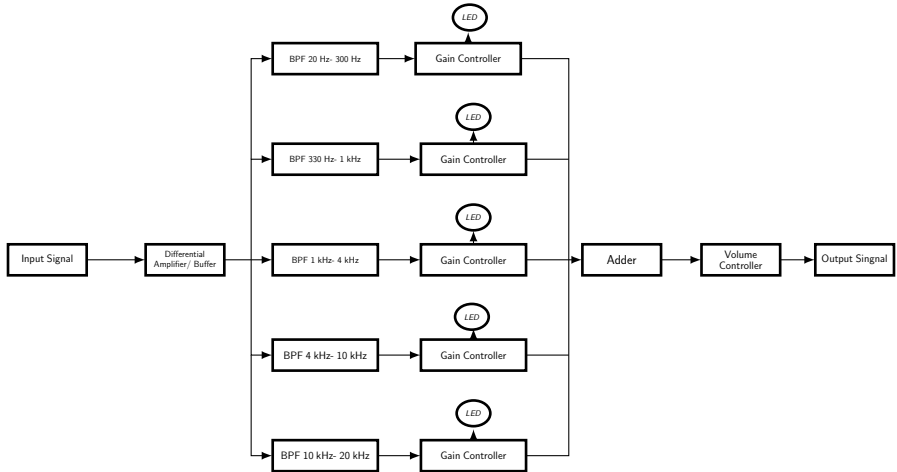 LED
BPF 20 Hz- 300 Hz
Gain Controller
LED
BPF 330 Hz- 1 kHz
Gain Controller
LED
Input Signal
Differential
Amplifier/ Buffer
BPF 1 kHz- 4 kHz
Gain Controller
Adder
Volume
Controller
Output Singnal
LED
BPF 4 kHz- 10 kHz
Gain Controller
LED
BPF 10 kHz- 20 kHz
Gain Controller